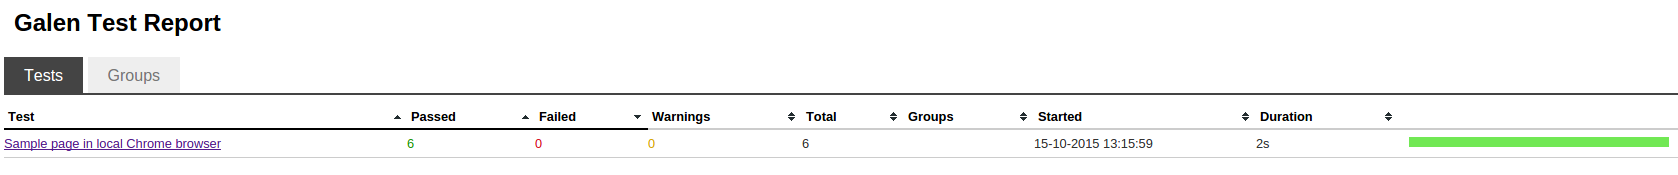 Galen Test Report
Tests Groups
Test Passed Failed Warnings Total Groups Started Duration
Sample page in local Chrome browser 6 0 0 6 15-10-2015 13:15:59 2s